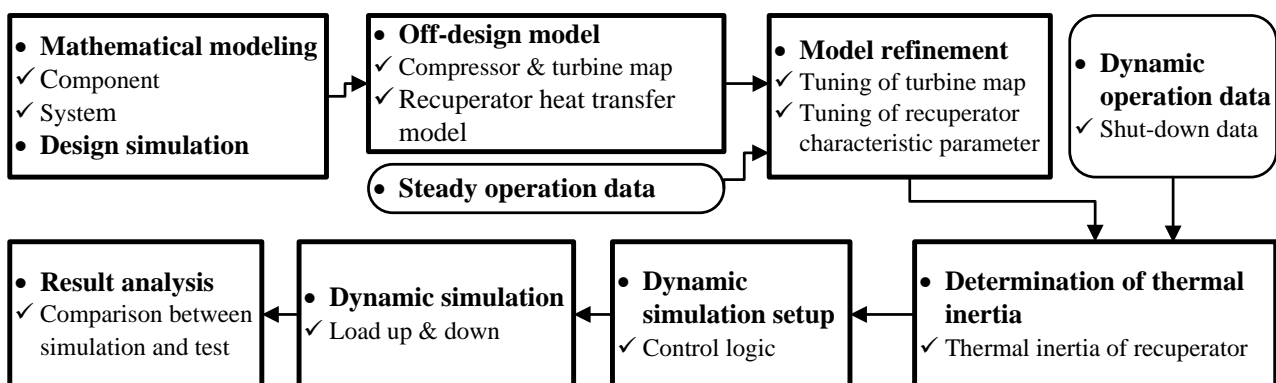 • Mathematical modeling
✓ Component
✓ System
• Design simulation
• Off-design model
✓ Compressor & turbine map
✓ Recuperator heat transfer
model
• Steady operation data
• Model refinement
✓ Tuning of turbine map
✓ Tuning of recuperator
characteristic parameter
• Dynamic
operation data
✓ Shut-down data
• Determination of thermal
inertia
✓ Thermal inertia of recuperator
• Dynamic
simulation setup
✓ Control logic
• Dynamic simulation
✓ Load up & down
• Result analysis
✓ Comparison between
simulation and test